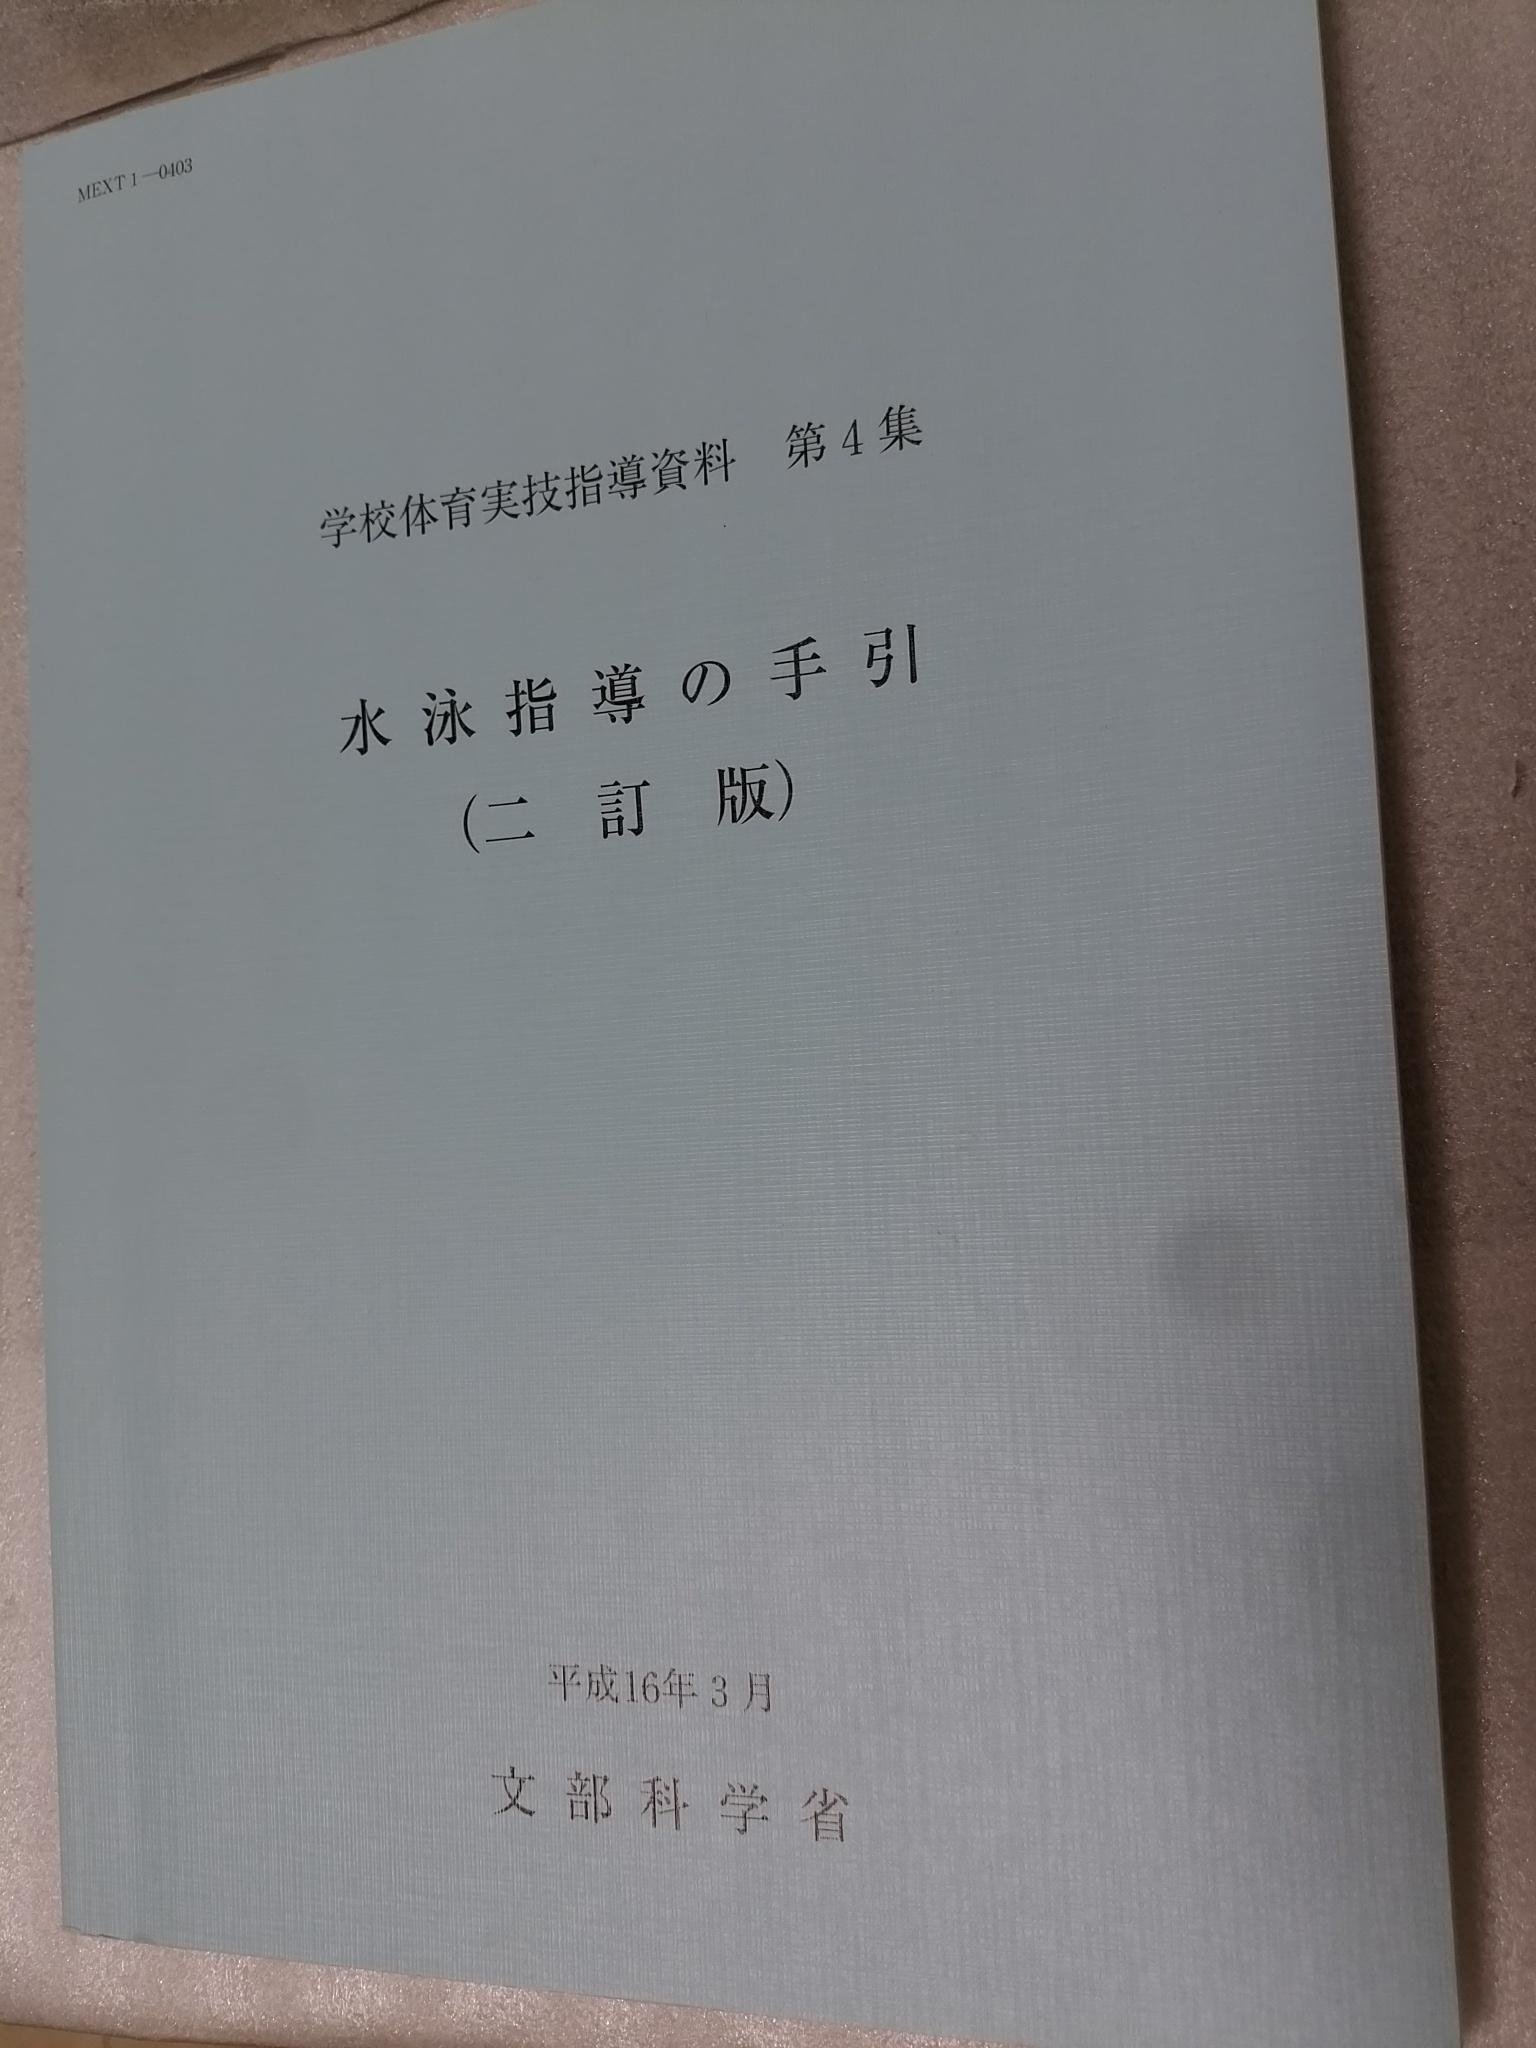 MEXT 1—0403
学校体育実技指導資料　第4集
水泳指導の手引
(二訂版)
平成16年3月
文部科学省